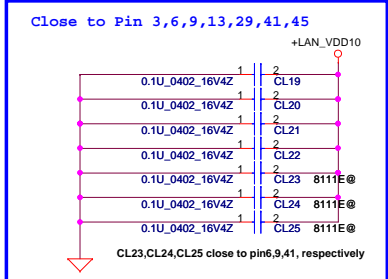 Close to Pin 3,6,9,13,29,41,45
+LAN_VDD10
1 2
0.1U_0402_16V4Z CL19
1 2
0.1U_0402_16V4Z CL20
1 2
0.1U_0402_16V4Z CL21
1 2
0.1U_0402_16V4Z CL22
1 2
0.1U_0402_16V4Z CL23 8111E@
1 2
0.1U_0402_16V4Z CL24 8111E@
1 2
0.1U_0402_16V4Z CL25 8111E@
CL23,CL24,CL25 close to pin6,9,41, respectively